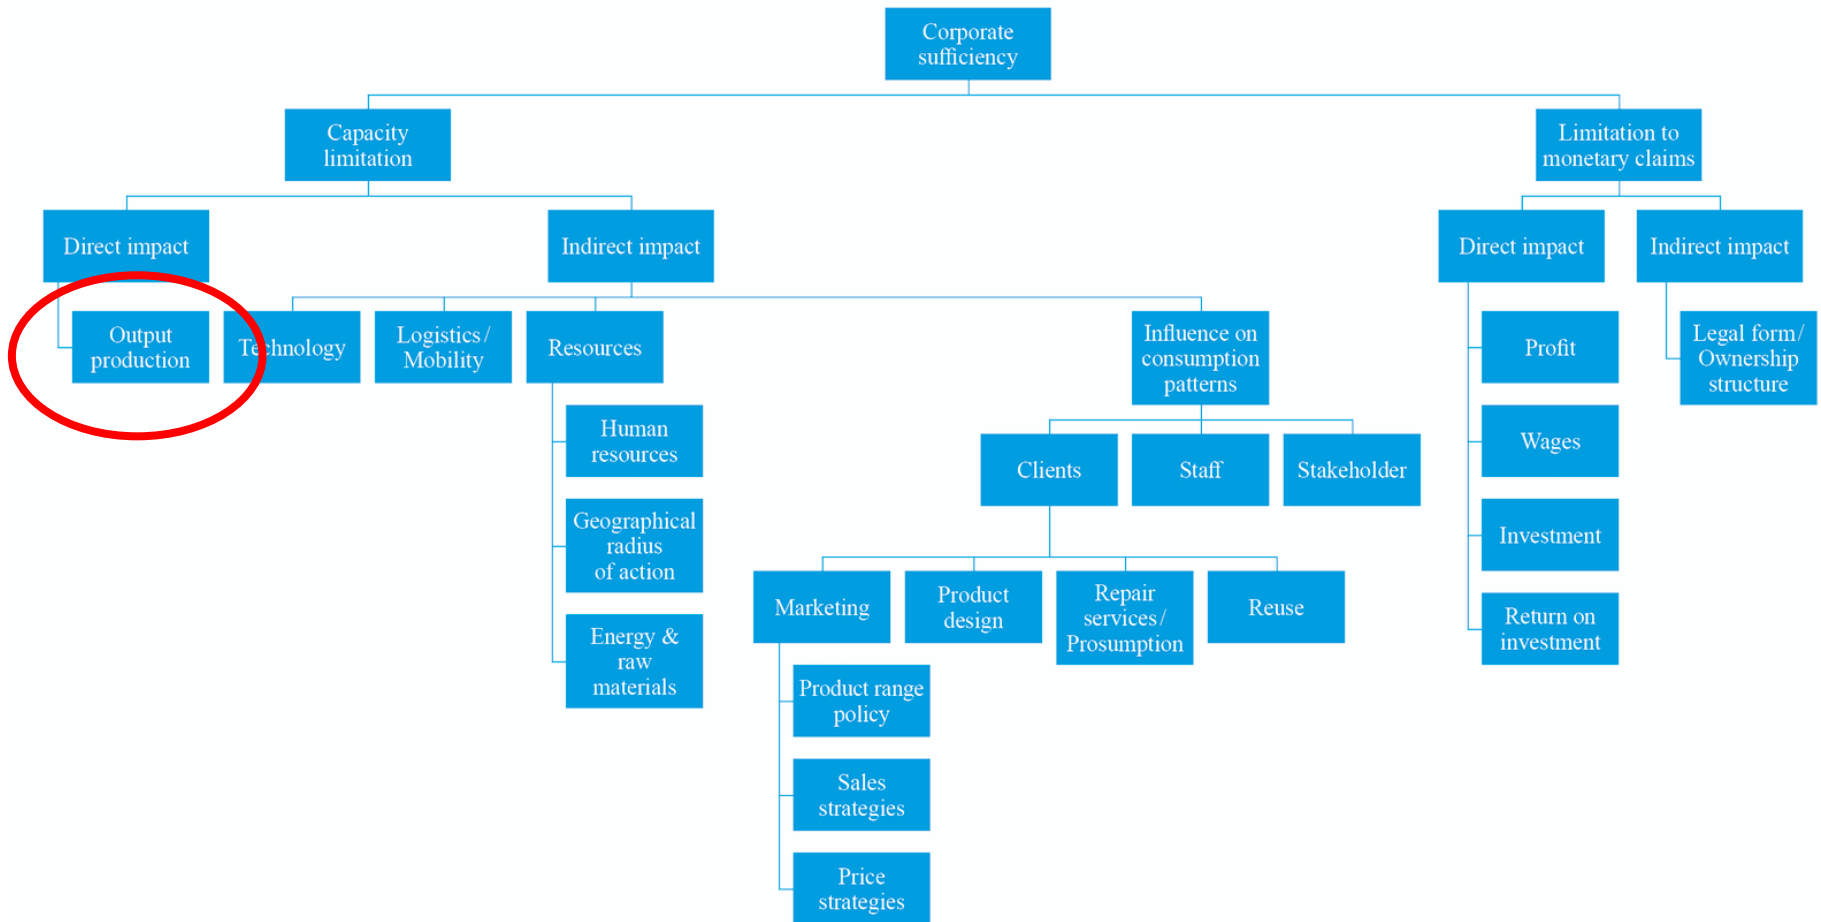 Corporate
sufficiency
Capacity
limitation
Limitation to
monetary claims
Direct impact
Indirect impact
Direct impact
Indirect impact
Output
production
Technology
Logistics /
Mobility
Resources
Influence on
consumption
patterns
Profit
Legal form /
Ownership
structure
Human
resources
Clients
Staff
Stakeholder
Wages
Geographical
radius
of action
Investment
Marketing
Product
design
Repair
services /
Prosumption
Reuse
Return on
investment
Energy &
raw
materials
Product range
policy
Sales
strategies
Price
strategies